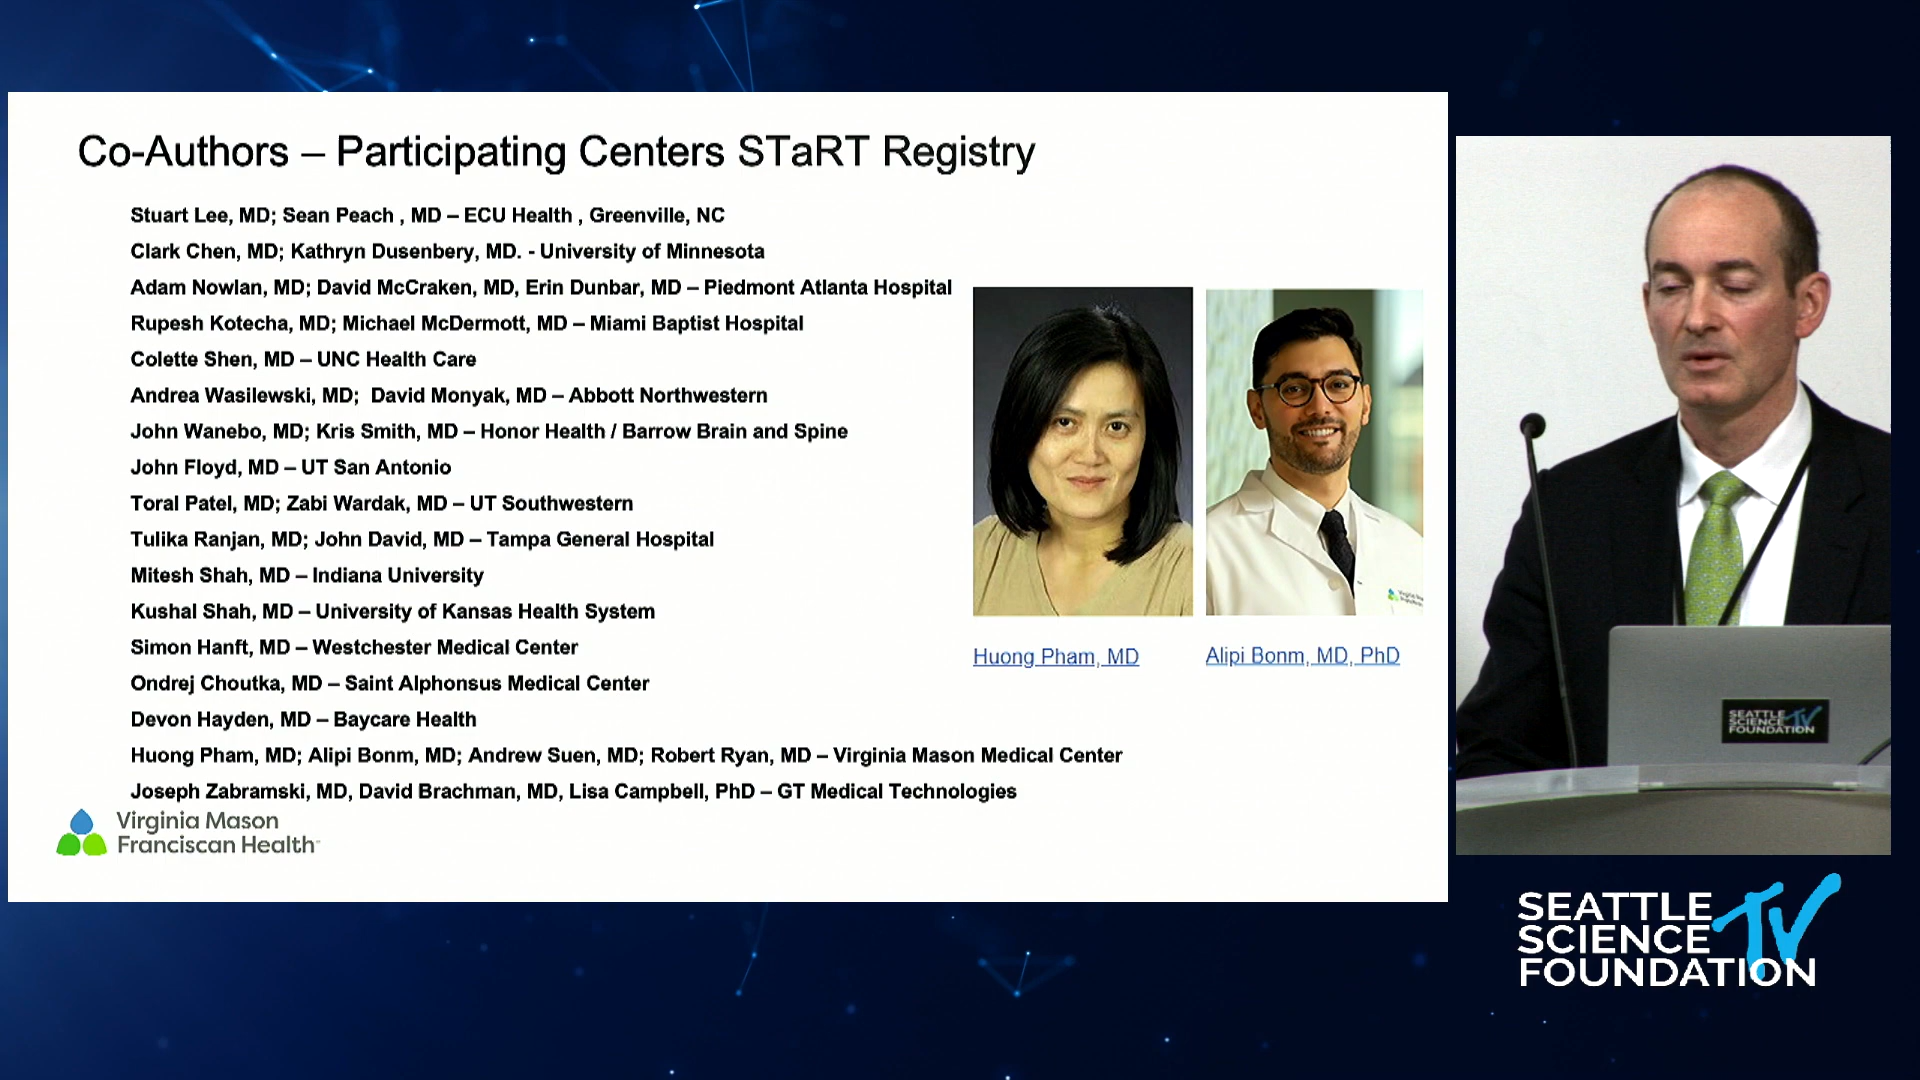 Co-Authors – Participating Centers STaRT Registry
Stuart Lee, MD; Sean Peach , MD – ECU Health , Greenville, NC
Clark Chen, MD; Kathryn Dusenbery, MD. - University of Minnesota
Adam Nowlan, MD; David McCraken, MD, Erin Dunbar, MD – Piedmont Atlanta Hospital
Rupesh Kotecha, MD; Michael McDermott, MD – Miami Baptist Hospital
Colette Shen, MD – UNC Health Care
Andrea Wasilewski, MD;  David Monyak, MD – Abbott Northwestern
John Wanebo, MD; Kris Smith, MD – Honor Health / Barrow Brain and Spine
John Floyd, MD – UT San Antonio
Toral Patel, MD; Zabi Wardak, MD – UT Southwestern
Tulika Ranjan, MD; John David, MD – Tampa General Hospital
Mitesh Shah, MD – Indiana University
Kushal Shah, MD – University of Kansas Health System
Simon Hanft, MD – Westchester Medical Center
Ondrej Choutka, MD – Saint Alphonsus Medical Center
Devon Hayden, MD – Baycare Health
Huong Pham, MD; Alipi Bonm, MD; Andrew Suen, MD; Robert Ryan, MD – Virginia Mason Medical Center
Joseph Zabramski, MD, David Brachman, MD, Lisa Campbell, PhD – GT Medical Technologies
Huong Pham, MD
Alipi Bonm, MD, PhD
Virginia Mason
Franciscan Health
SEATTLE
SCIENCE TV
FOUNDATION
SEATTLE
SCIENCE TV
FOUNDATION